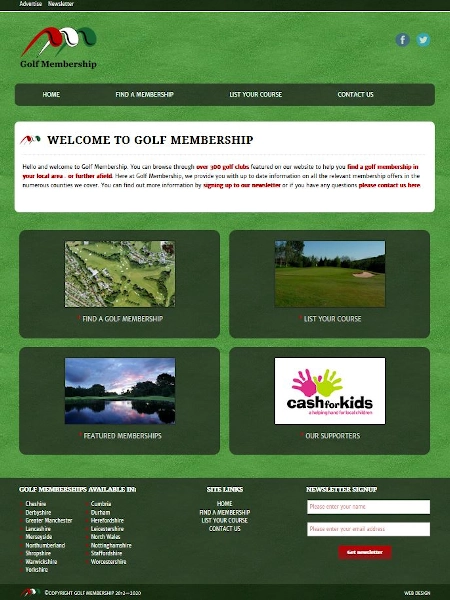 Advertise Newsletter
Golf Membership
HOME FIND A MEMBERSHIP LIST YOUR COURSE CONTACT US
WELCOME TO GOLF MEMBERSHIP
Hello and welcome to Golf Membership. You can browse through over 300 golf clubs featured on our website to help you find a golf membership in
your local area.. or further afield. Here at Golf Membership, we provide you with up to date information on all the relevant membership offers in the
numerous counties we cover. You can find out more information by signing up to our newsletter or if you have any questions please contact us here.
FIND A GOLF MEMBERSHIP
LIST YOUR COURSE
FEATURED MEMBERSHIPS
cashforkids
a helping hand for local children
OUR SUPPORTERS
GOLF MEMBERSHIPS AVAILABLE IN:
Cheshire
Derbyshire
Greater Manchester
Lancashire
Merseyside
Northumberland
Shropshire
Warwickshire
Yorkshire
Cumbria
Durham
Herefordshire
Leicestershire
North Wales
Nottinghamshire
Staffordshire
Worcestershire
SITE LINKS
HOME
FIND A MEMBERSHIP
LIST YOUR COURSE
CONTACT US
NEWSLETTER SIGNUP
Please enter your name
Please enter your email address
Get newsletter
©COPYRIGHT GOLF MEMBERSHIP 2012–2020
WEB DESIGN